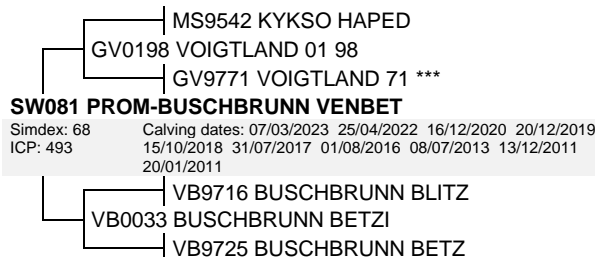 MS9542 KYKSO HAPED
GV0198 VOIGTLAND 01 98
GV9771 VOIGTLAND 71 ***
SW081 PROM-BUSCHBRUNN VENBET
Simdex: 68 Calving dates: 07/03/2023 25/04/2022 16/12/2020 20/12/2019
ICP: 493 15/10/2018 31/07/2017 01/08/2016 08/07/2013 13/12/2011
20/01/2011
VB9716 BUSCHBRUNN BLITZ
VB0033 BUSCHBRUNN BETZI
VB9725 BUSCHBRUNN BETZ